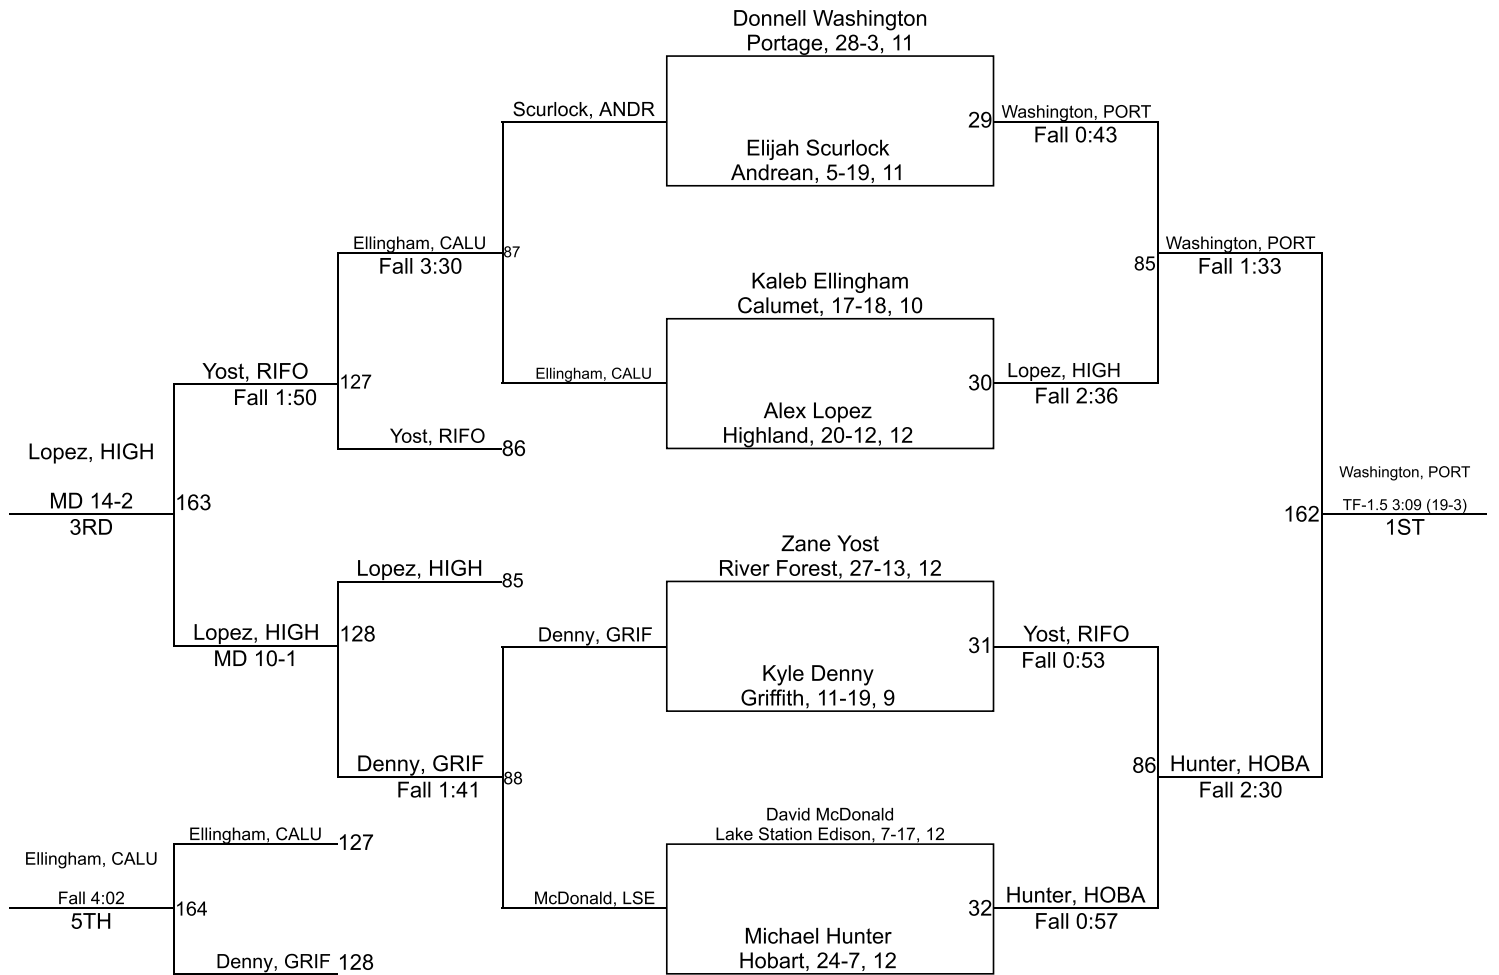 Donnell Washington
Portage, 28-3, 11
Scurlock, ANDR
29
Washington, PORT
Fall 0:43
Elijah Scurlock
Andrean, 5-19, 11
Ellingham, CALU
Fall 3:30
87
Washington, PORT
Fall 1:33
85
Kaleb Ellingham
Calumet, 17-18, 10
Yost, RIFO
Fall 1:50
127
Ellingham, CALU
30
Lopez, HIGH
Fall 2:36
Alex Lopez
Highland, 20-12, 12
Yost, RIFO
86
Lopez, HIGH
MD 14-2
3RD
163
Washington, PORT
TF-1.5 3:09 (19-3)
1ST
162
Zane Yost
River Forest, 27-13, 12
Lopez, HIGH
85
Lopez, HIGH
MD 10-1
128
Denny, GRIF
31
Yost, RIFO
Fall 0:53
Kyle Denny
Griffith, 11-19, 9
Denny, GRIF
Fall 1:41
88
86
Hunter, HOBA
Fall 2:30
David McDonald
Lake Station Edison, 7-17, 12
Ellingham, CALU
127
Ellingham, CALU
Fall 4:02
5TH
164
McDonald, LSE
32
Hunter, HOBA
Fall 0:57
Michael Hunter
Hobart, 24-7, 12
Denny, GRIF
128